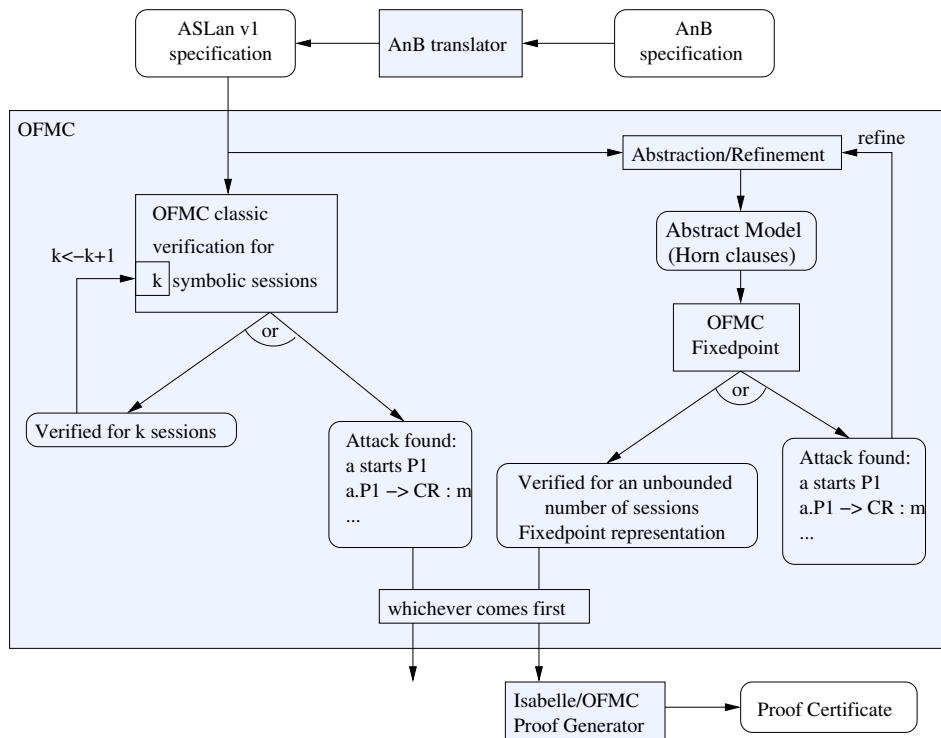 ASLan v1
specification
AnB translator
AnB
specification
OFMC
refine
Abstraction/Refinement
OFMC classic
verification for
k symbolic sessions
k<−k+1
Abstract Model
(Horn clauses)
or
OFMC
Fixedpoint
or
Verified for k sessions
Attack found:
a starts P1
a.P1 −> CR : m
...
Verified for an unbounded
number of sessions
Fixedpoint representation
Attack found:
a starts P1
a.P1 −> CR : m
...
whichever comes first
Isabelle/OFMC
Proof Generator
Proof Certificate